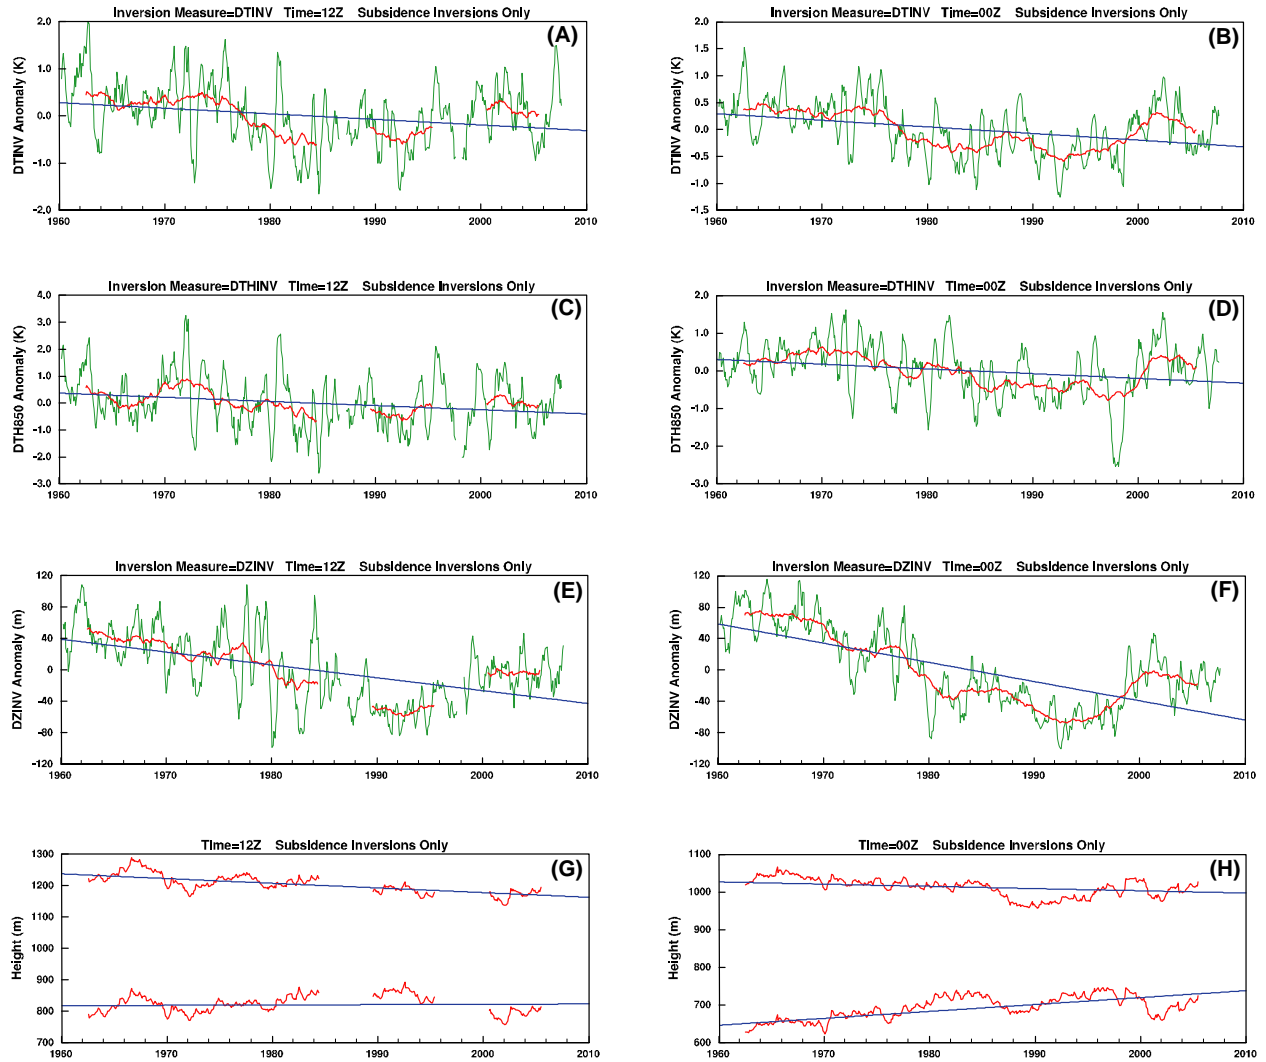 Inversion Measure=DTINV Time=12Z Subsidence Inversions Only
(A)
DTINV Anomaly (K)
2.0
1.0
0.0
-1.0
-2.0
1960 1970 1980 1990 2000 2010
Inversion Measure=DTINV Time=00Z Subsidence Inversions Only
(B)
DTINV Anomaly (K)
2.0
1.5
1.0
0.5
0.0
-0.5
-1.0
-1.5
1960 1970 1980 1990 2000 2010
Inversion Measure=DTHINV Time=12Z Subsidence Inversions Only
(C)
DTH850 Anomaly (K)
4.0
3.0
2.0
1.0
0.0
-1.0
-2.0
-3.0
1960 1970 1980 1990 2000 2010
Inversion Measure=DTHINV Time=00Z Subsidence Inversions Only
(D)
DTH850 Anomaly (K)
2.0
1.0
0.0
-1.0
-2.0
-3.0
1960 1970 1980 1990 2000 2010
Inversion Measure=DZINV Time=12Z Subsidence Inversions Only
(E)
DZINV Anomaly (m)
120
80
40
0
-40
-80
-120
1960 1970 1980 1990 2000 2010
Inversion Measure=DZINV Time=00Z Subsidence Inversions Only
(F)
DZINV Anomaly (m)
120
80
40
0
-40
-80
-120
1960 1970 1980 1990 2000 2010
Time=12Z Subsidence Inversions Only
(G)
Height (m)
1300
1200
1100
1000
900
800
700
1960 1970 1980 1990 2000 2010
Time=00Z Subsidence Inversions Only
(H)
Height (m)
1100
1000
900
800
700
600
1960 1970 1980 1990 2000 2010